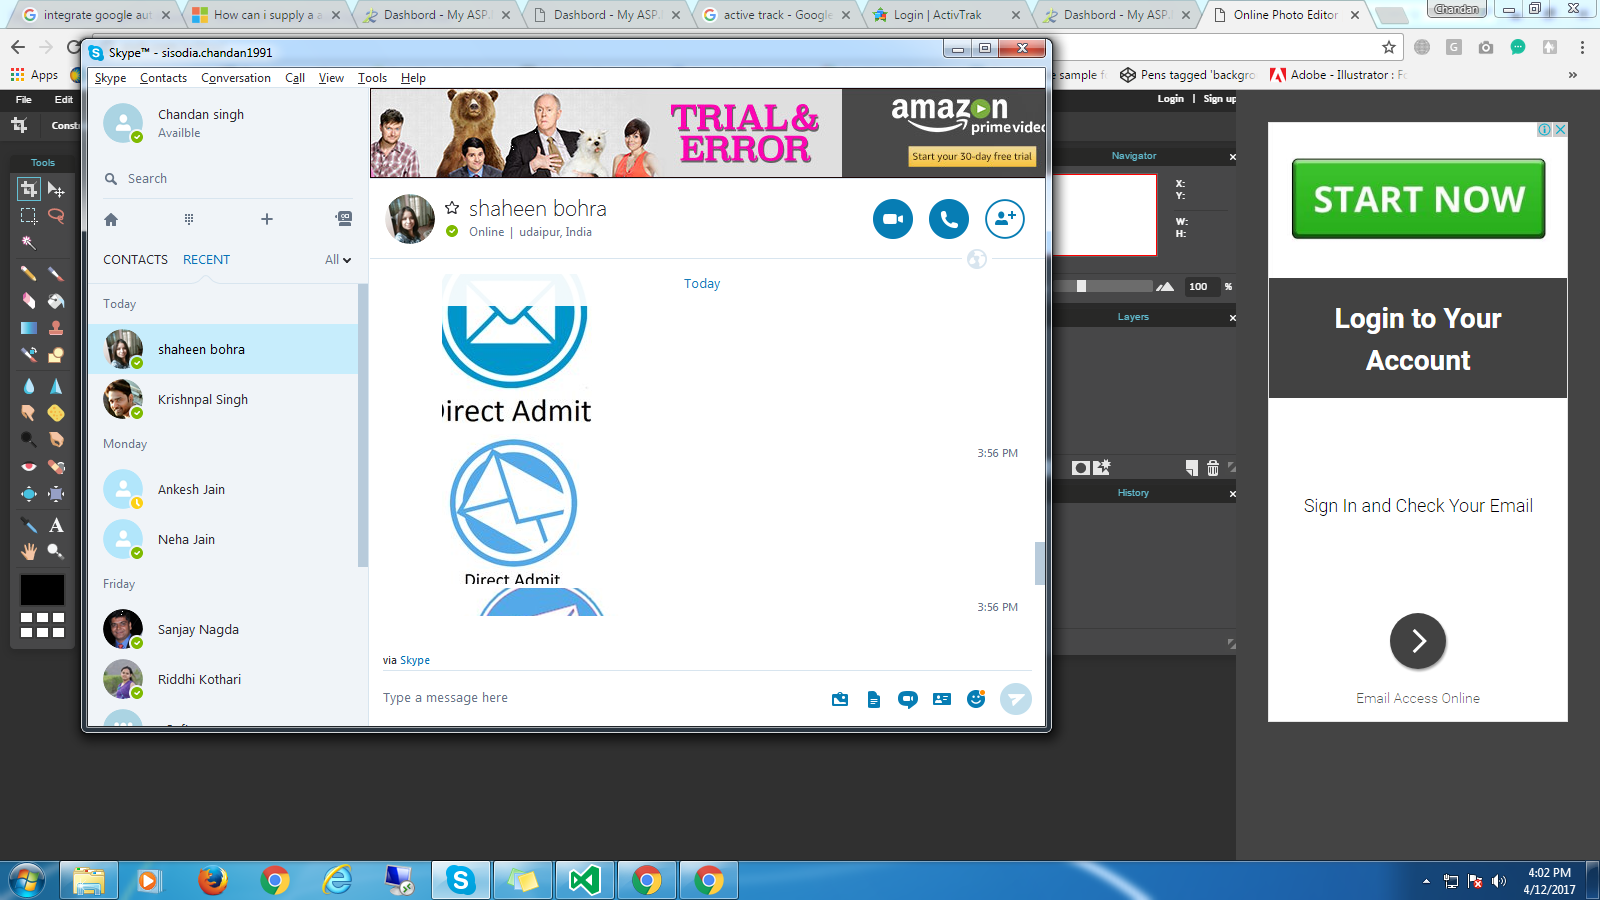 integrate google aut
How can i supply a a
Dashbord - My ASP.
Dashbord - My ASP.
Dashbord - My ASP.
active track - Google
Login | ActivTrak
Dashbord - My ASP.
Online Photo Editor
Chandan
Apps
e sample f
Pens tagged 'backgro
Adobe - Illustrator : Fo
»
Skype™ - sisodia.chandan1991
Skype Contacts Conversation Call View Tools Help
File Edit
Constr
Tools
Login | Sign up
Chandan singh
Availble
Search
CONTACTS RECENT All
Today
shaheen bohra
Krishnpal Singh
Monday
Ankesh Jain
Neha Jain
Friday
Sanjay Nagda
Riddhi Kothari
TRIAL &
ERROR
amazon
prime video
Start your 30-day free trial
shaheen bohra
Online | udaipur, India
Today
Direct Admit
3:56 PM
Direct Admit
3:56 PM
via Skype
Type a message here
Navigator
X:
Y:
W:
H:
100 %
Layers
History
START NOW
Login to Your
Account
Sign In and Check Your Email
Email Access Online
4:02 PM
4/12/2017